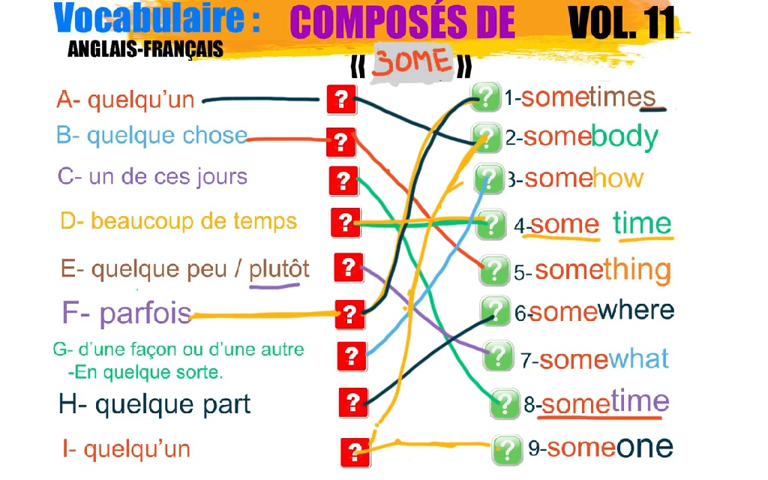 Vocabulaire : COMPOSÉS DE VOL. 11
ANGLAIS-FRANÇAIS
« SOME »
A- quelqu'un ? ? 1-sometimes
B- quelque chose ? ? 2-somebody
C- un de ces jours ? ? 3-somehow
D- beaucoup de temps ? ? 4-some time
E- quelque peu / plutôt ? ? 5-something
F- parfois ? ? 6-somewhere
G- d'une façon ou d'une autre ? ? 7-somewhat
-En quelque sorte.
H- quelque part ? ? 8-sometime
I- quelqu'un ? ? 9-someone